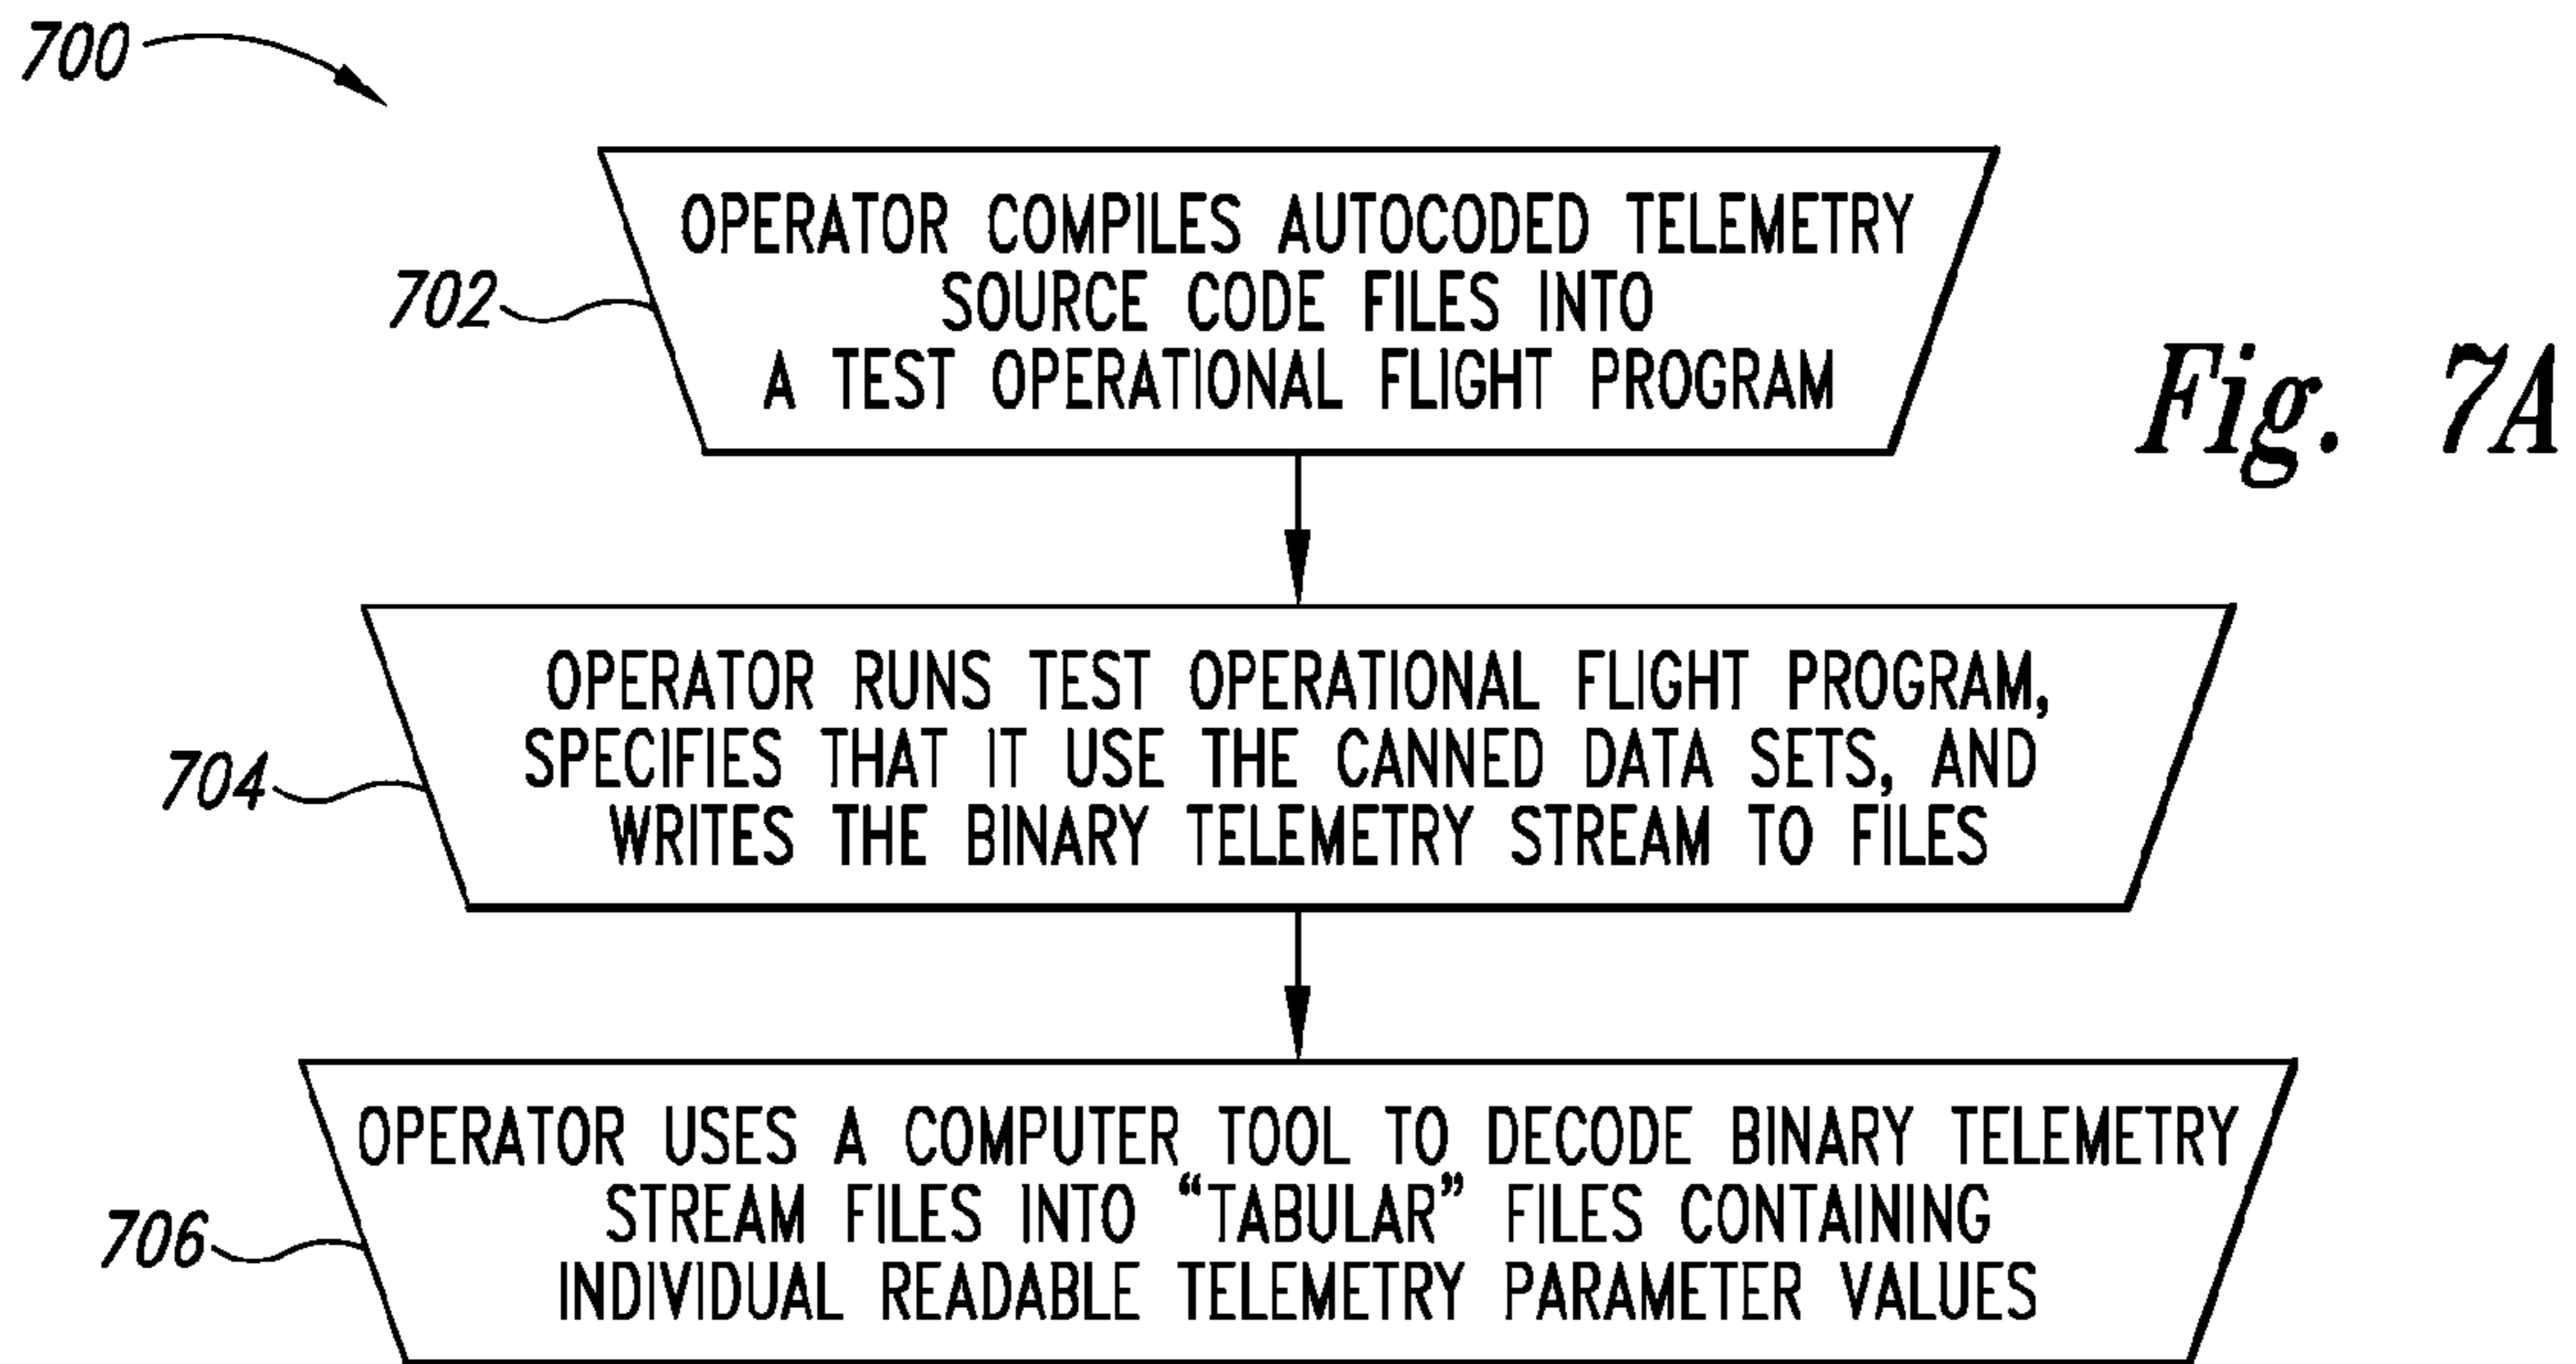 700
OPERATOR COMPILES AUTOCODED TELEMETRY
SOURCE CODE FILES INTO
A TEST OPERATIONAL FLIGHT PROGRAM
702
Fig. 7A
OPERATOR RUNS TEST OPERATIONAL FLIGHT PROGRAM,
SPECIFIES THAT IT USE THE CANNED DATA SETS, AND
WRITES THE BINARY TELEMETRY STREAM TO FILES
704
OPERATOR USES A COMPUTER TOOL TO DECODE BINARY TELEMETRY
STREAM FILES INTO “TABULAR” FILES CONTAINING
INDIVIDUAL READABLE TELEMETRY PARAMETER VALUES
706